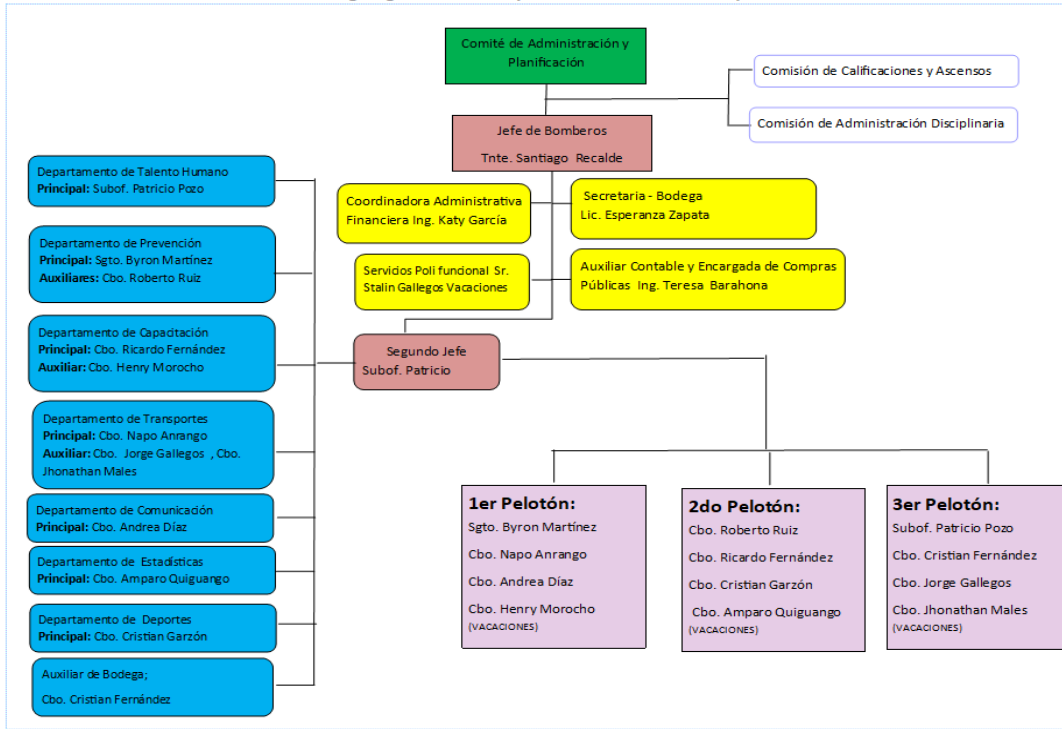 Comité de Administración y
Planificación
Comisión de Calificaciones y Ascensos
Comisión de Administración Disciplinaria
Jefe de Bomberos
Tnte. Santiago Recalde
Coordinadora Administrativa
Financiera Ing. Katy García
Secretaria - Bodega
Lic. Esperanza Zapata
Servicios Poli funcional Sr.
Stalin Gallegos Vacaciones
Auxiliar Contable y Encargada de Compras
Públicas Ing. Teresa Barahona
Segundo Jefe
Subof. Patricio
Departamento de Talento Humano
Principal: Subof. Patricio Pozo
Departamento de Prevención
Principal: Sgto. Byron Martínez
Auxiliares: Cbo. Roberto Ruiz
Departamento de Capacitación
Principal: Cbo. Ricardo Fernández
Auxiliar: Cbo. Henry Morocho
Departamento de Transportes
Principal: Cbo. Napo Anrango
Auxiliar: Cbo. Jorge Gallegos , Cbo.
Jhonathan Males
Departamento de Comunicación
Principal: Cbo. Andrea Díaz
Departamento de Estadísticas
Principal: Cbo. Amparo Quiguango
Departamento de Deportes
Principal: Cbo. Cristian Garzón
Auxiliar de Bodega;
Cbo. Cristian Fernández
1er Pelotón:
Sgto. Byron Martínez
Cbo. Napo Anrango
Cbo. Andrea Díaz
Cbo. Henry Morocho
(VACACIONES)
2do Pelotón:
Cbo. Roberto Ruiz
Cbo. Ricardo Fernández
Cbo. Cristian Garzón
Cbo. Amparo Quiguango
(VACACIONES)
3er Pelotón:
Subof. Patricio Pozo
Cbo. Cristian Fernández
Cbo. Jorge Gallegos
Cbo. Jhonathan Males
(VACACIONES)